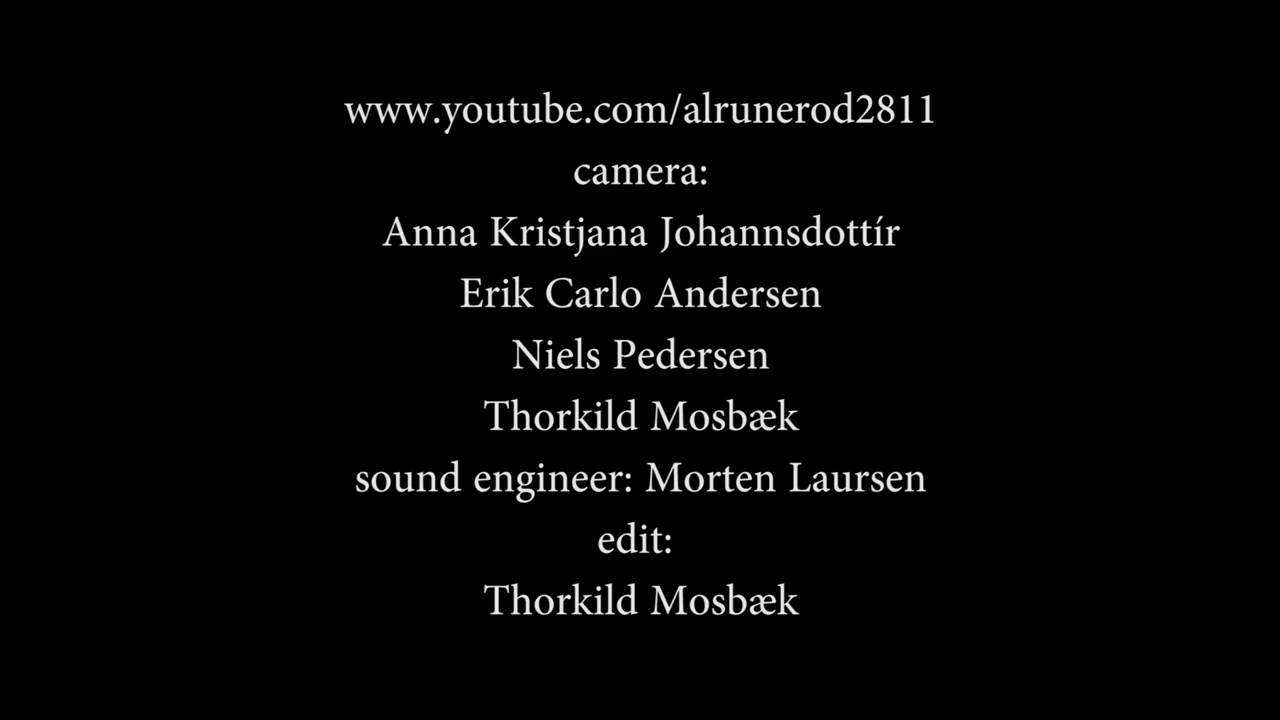 www.youtube.com/alrunerod2811
camera:
Anna Kristjana Johannsdottír
Erik Carlo Andersen
Niels Pedersen
Thorkild Mosbæk
sound engineer: Morten Laursen
edit:
Thorkild Mosbæk